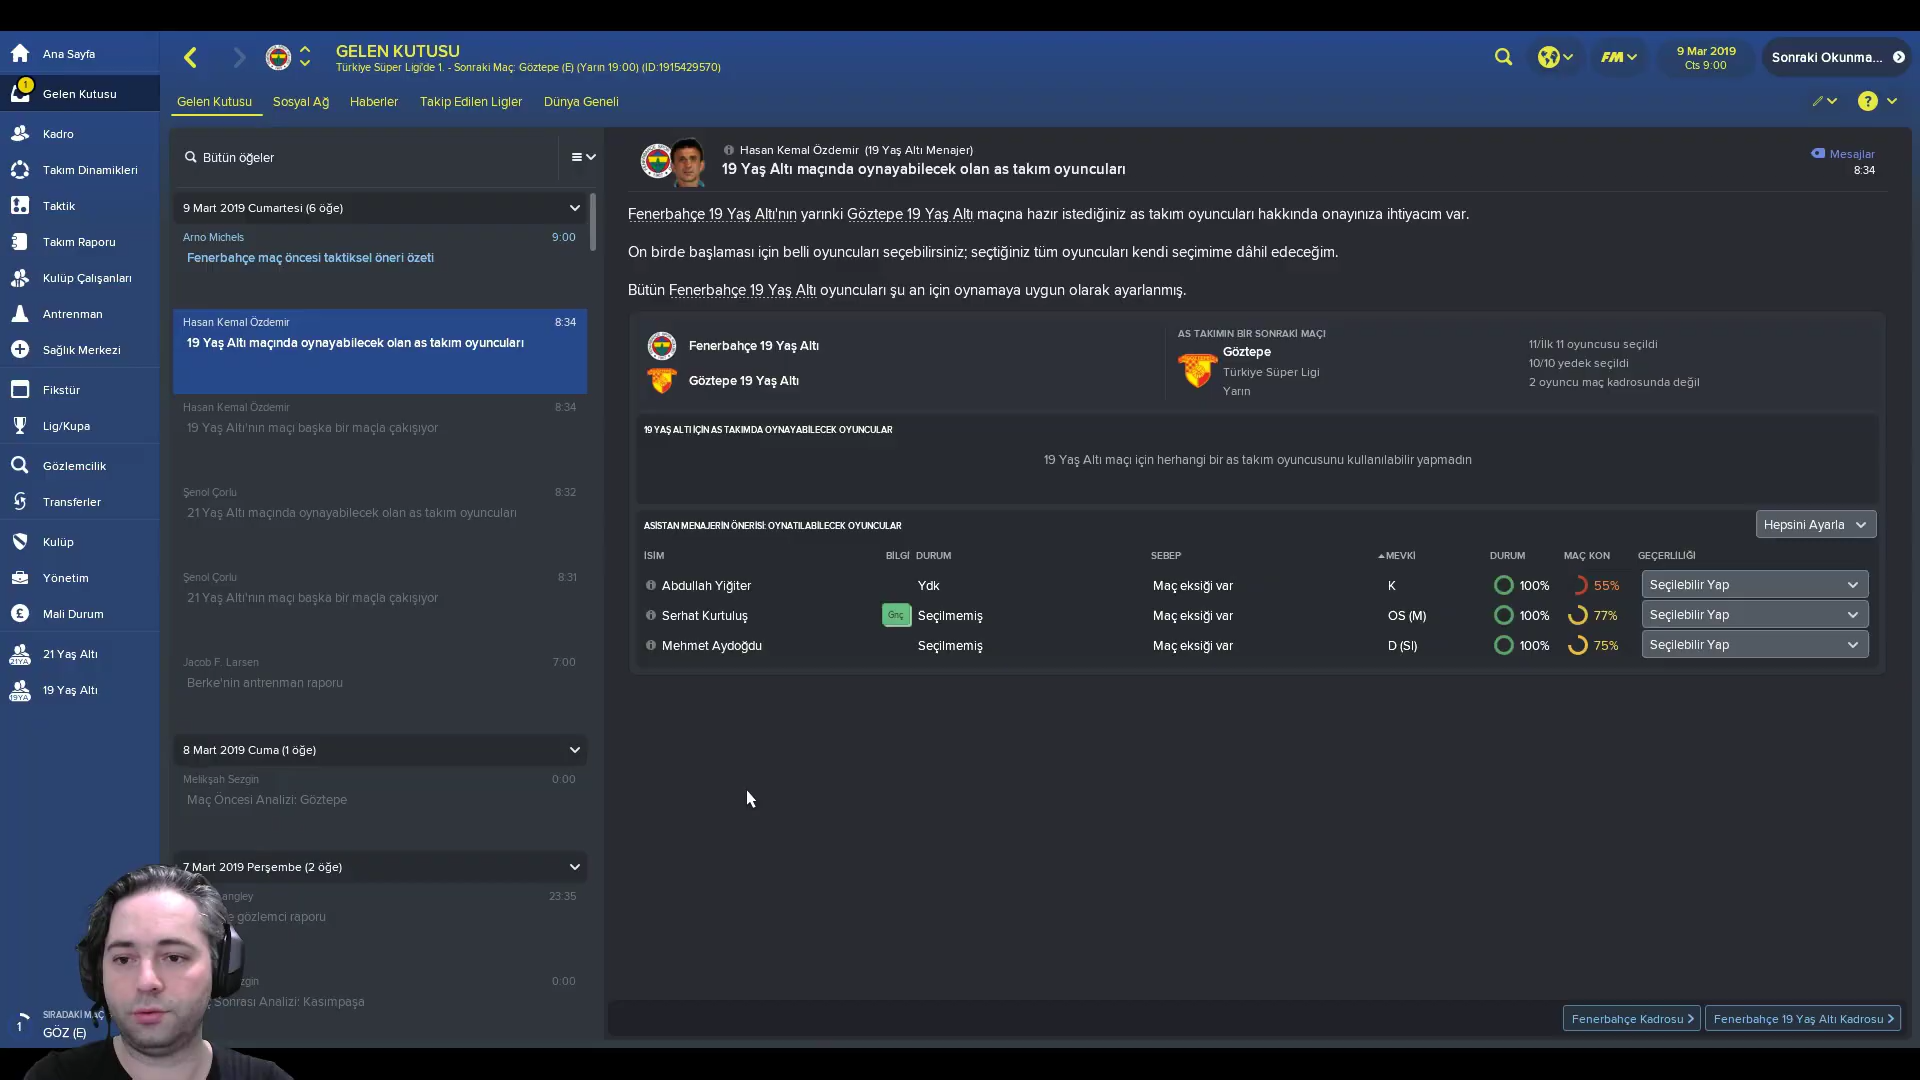 Ana Sayfa
1
Gelen Kutusu
Kadro
Takım Dinamikleri
Taktik
Takım Raporu
Kulüp Çalışanları
Antrenman
Sağlık Merkezi
Fikstür
Lig/Kupa
Gözlemcilik
Transferler
Kulüp
Yönetim
Mali Durum
21YA
21 Yaş Altı
19YA
19 Yaş Altı
1
SIRADAKİ MAÇ
GÖZ (E)
GELEN KUTUSU
Türkiye Süper Ligi'de 1. - Sonraki Maç: Göztepe (E) (Yarın 19:00) (ID:1915429570)
FM
9 Mar 2019
Cts 9:00
Sonraki Okunma...
Gelen Kutusu
Sosyal Ağ
Haberler
Takip Edilen Ligler
Dünya Geneli
?
Bütün öğeler
9 Mart 2019 Cumartesi (6 öğe)
Arno Michels 9:00
Fenerbahçe maç öncesi taktiksel öneri özeti
Hasan Kemal Özdemir 8:34
19 Yaş Altı maçında oynayabilecek olan as takım oyuncuları
Hasan Kemal Özdemir 8:34
19 Yaş Altı'nın maçı başka bir maçla çakışıyor
Şenol Çorlu 8:32
21 Yaş Altı maçında oynayabilecek olan as takım oyuncuları
Şenol Çorlu 8:31
21 Yaş Altı'nın maçı başka bir maçla çakışıyor
Jacob F. Larsen 7:00
Berke'nin antrenman raporu
8 Mart 2019 Cuma (1 öğe)
Melikşah Sezgin 0:00
Maç Öncesi Analizi: Göztepe
7 Mart 2019 Perşembe (2 öğe)
angley 23:35
gözlemci raporu
zgin 0:00
Sonrası Analizi: Kasımpaşa
Hasan Kemal Özdemir (19 Yaş Altı Menajer)
19 Yaş Altı maçında oynayabilecek olan as takım oyuncuları
Mesajlar
8:34
Fenerbahçe 19 Yaş Altı'nın yarınki Göztepe 19 Yaş Altı maçına hazır istediğiniz as takım oyuncuları hakkında onayınıza ihtiyacım var.
On birde başlaması için belli oyuncuları seçebilirsiniz; seçtiğiniz tüm oyuncuları kendi seçimime dâhil edeceğim.
Bütün Fenerbahçe 19 Yaş Altı oyuncuları şu an için oynamaya uygun olarak ayarlanmış.
Fenerbahçe 19 Yaş Altı
Göztepe 19 Yaş Altı
AS TAKIMIN BİR SONRAKİ MAÇI
Göztepe
Türkiye Süper Ligi
Yarın
11/İlk 11 oyuncusu seçildi
10/10 yedek seçildi
2 oyuncu maç kadrosunda değil
19 YAŞ ALTI İÇİN AS TAKIMDA OYNAYABİLECEK OYUNCULAR
19 Yaş Altı maçı için herhangi bir as takım oyuncusunu kullanılabilir yapmadın
ASİSTAN MENAJERİN ÖNERİSİ: OYNATILABİLECEK OYUNCULAR
Hepsini Ayarla
İSİM BİLGİ DURUM SEBEP MEVKİ DURUM MAÇ KON GEÇERLİLİĞİ
Abdullah Yiğiter Ydk Maç eksiği var K 100% 55% Seçilebilir Yap
Serhat Kurtuluş Gnç Seçilmemiş Maç eksiği var OS (M) 100% 77% Seçilebilir Yap
Mehmet Aydoğdu Seçilmemiş Maç eksiği var D (Sl) 100% 75% Seçilebilir Yap
Fenerbahçe Kadrosu
Fenerbahçe 19 Yaş Altı Kadrosu